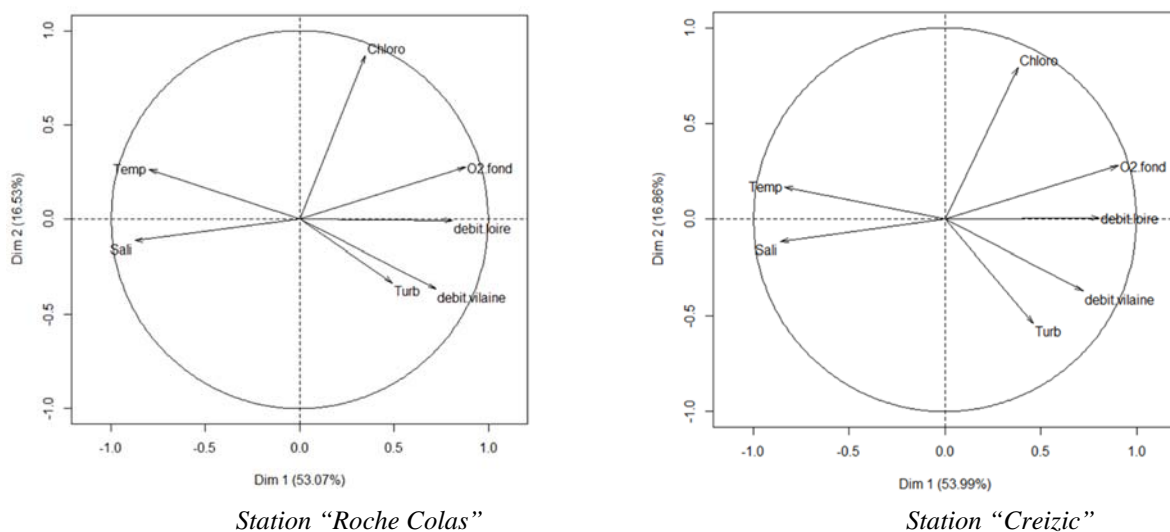 1.0
0.5
0.0
-0.5
-1.0
Dim 2 (16.53%)
Chloro
Temp
O2.fond
debit.loire
Sali
Turb
debit.vilaine
-1.0 -0.5 0.0 0.5 1.0
Dim 1 (53.07%)
Station “Roche Colas”
1.0
0.5
0.0
-0.5
-1.0
Dim 2 (16.86%)
Chloro
O2.fond
Temp
debit.loire
Sali
debit.vilaine
Turb
-1.0 -0.5 0.0 0.5 1.0
Dim 1 (53.99%)
Station “Creizic”